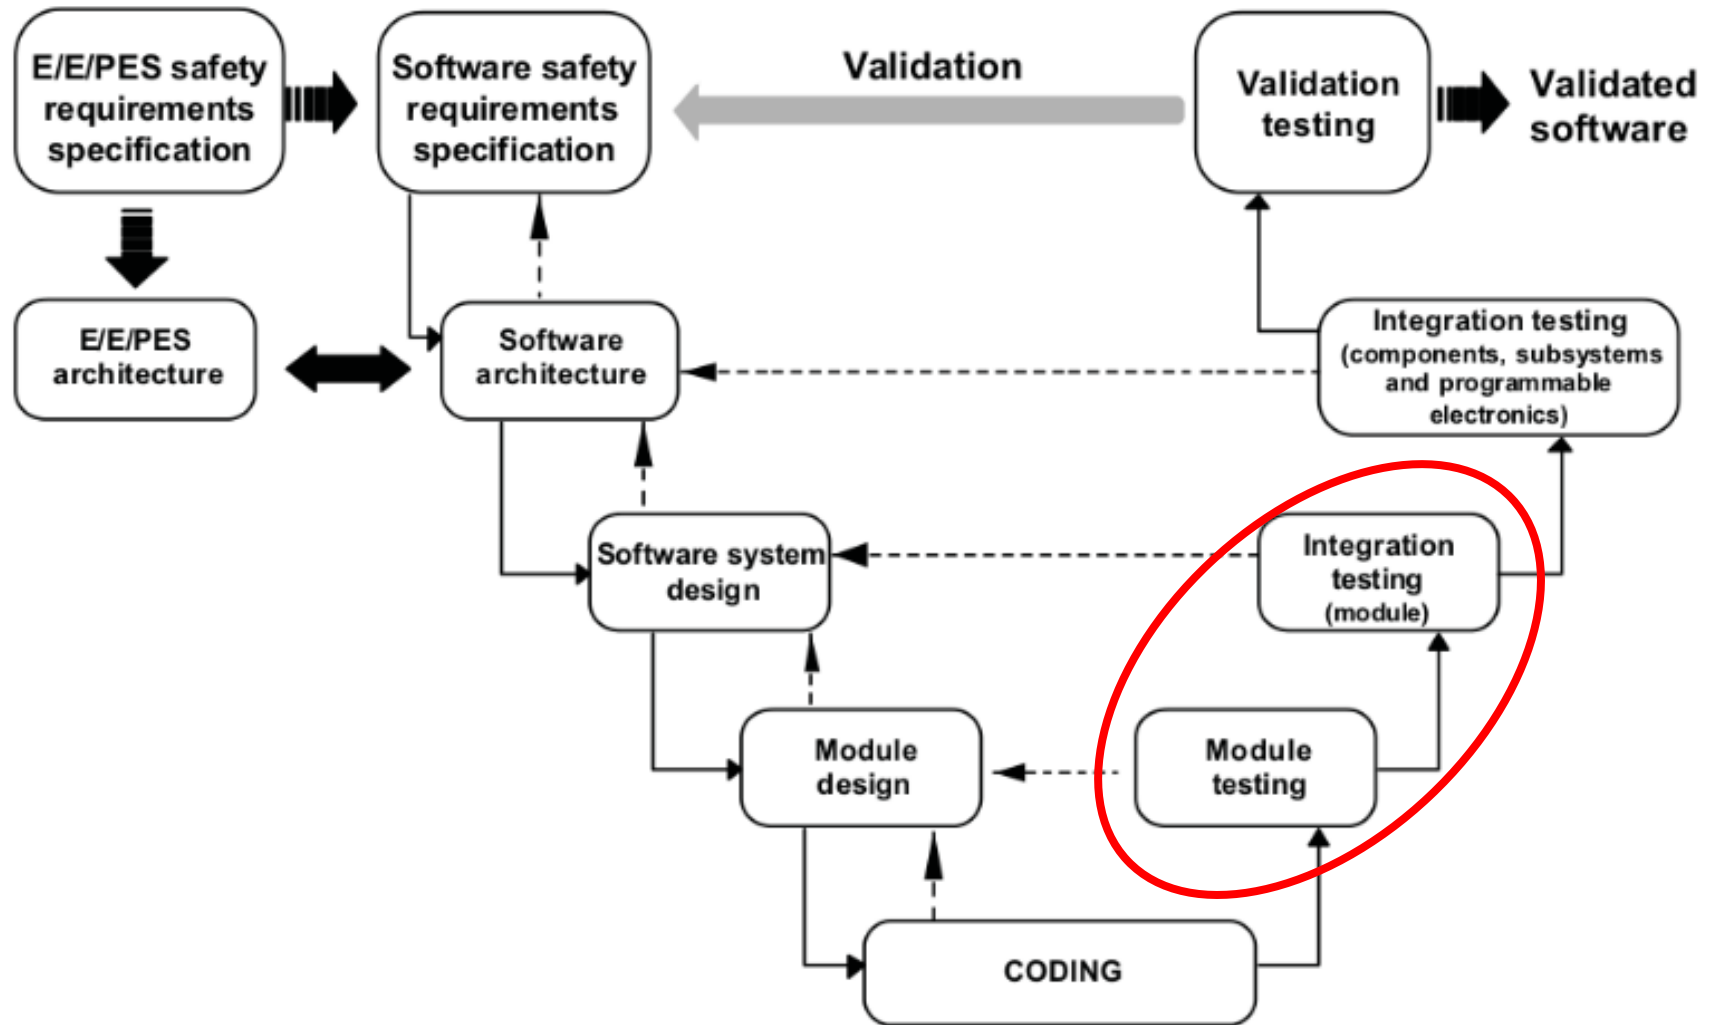 E/E/PES safety
requirements
specification
Software safety
requirements
specification
Validation
Validation
testing
Validated
software
E/E/PES
architecture
Software
architecture
Integration testing
(components, subsystems
and programmable
electronics)
Software system
design
Integration
testing
(module)
Module
design
Module
testing
CODING